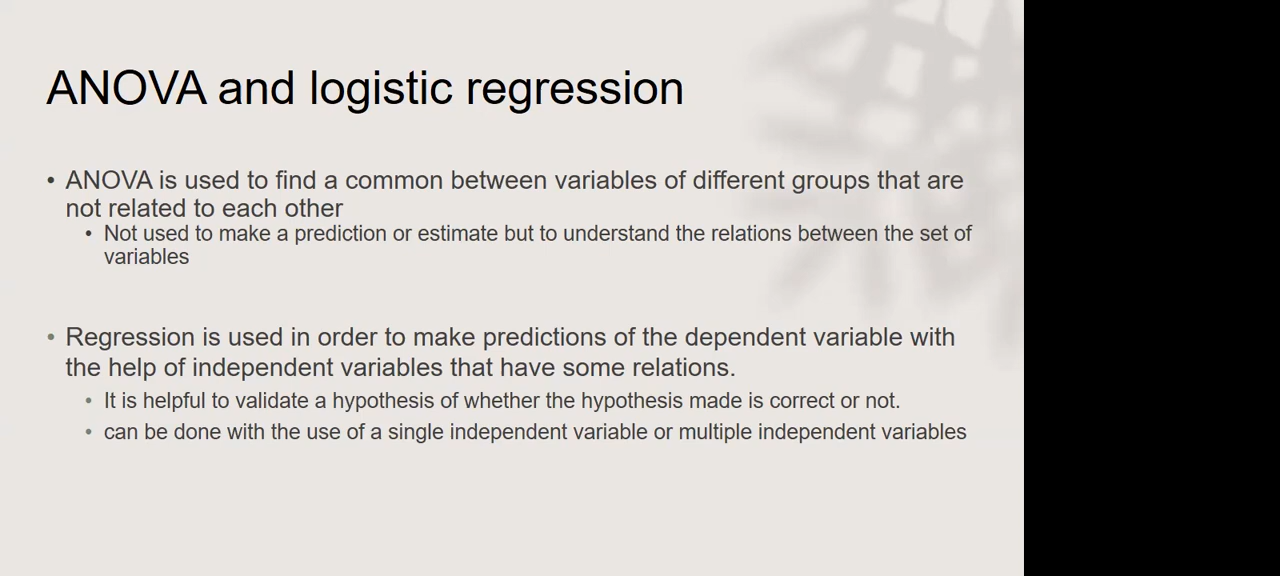 ANOVA and logistic regression
• ANOVA is used to find a common between variables of different groups that are
not related to each other
• Not used to make a prediction or estimate but to understand the relations between the set of
variables
• Regression is used in order to make predictions of the dependent variable with
the help of independent variables that have some relations.
• It is helpful to validate a hypothesis of whether the hypothesis made is correct or not.
• can be done with the use of a single independent variable or multiple independent variables